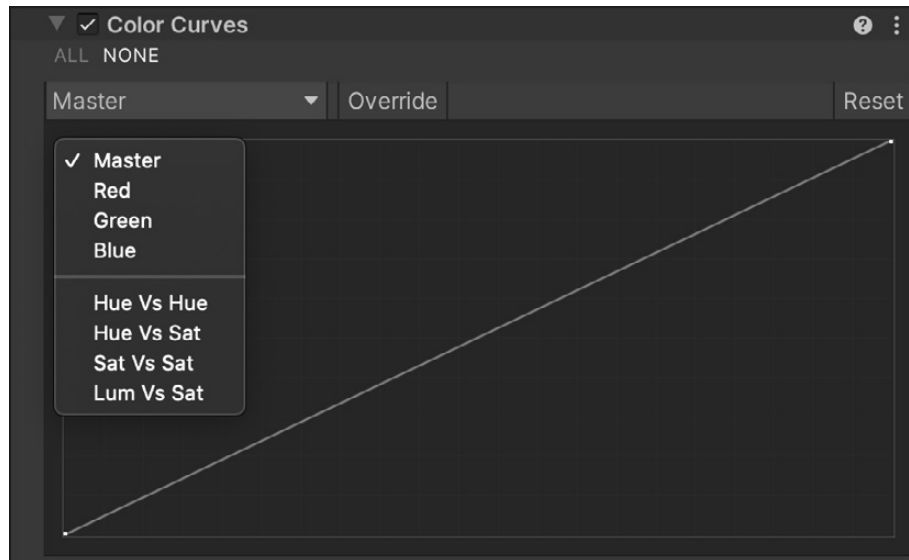 Color Curves
ALL NONE
Master Override Reset
Master
Red
Green
Blue
Hue Vs Hue
Hue Vs Sat
Sat Vs Sat
Lum Vs Sat